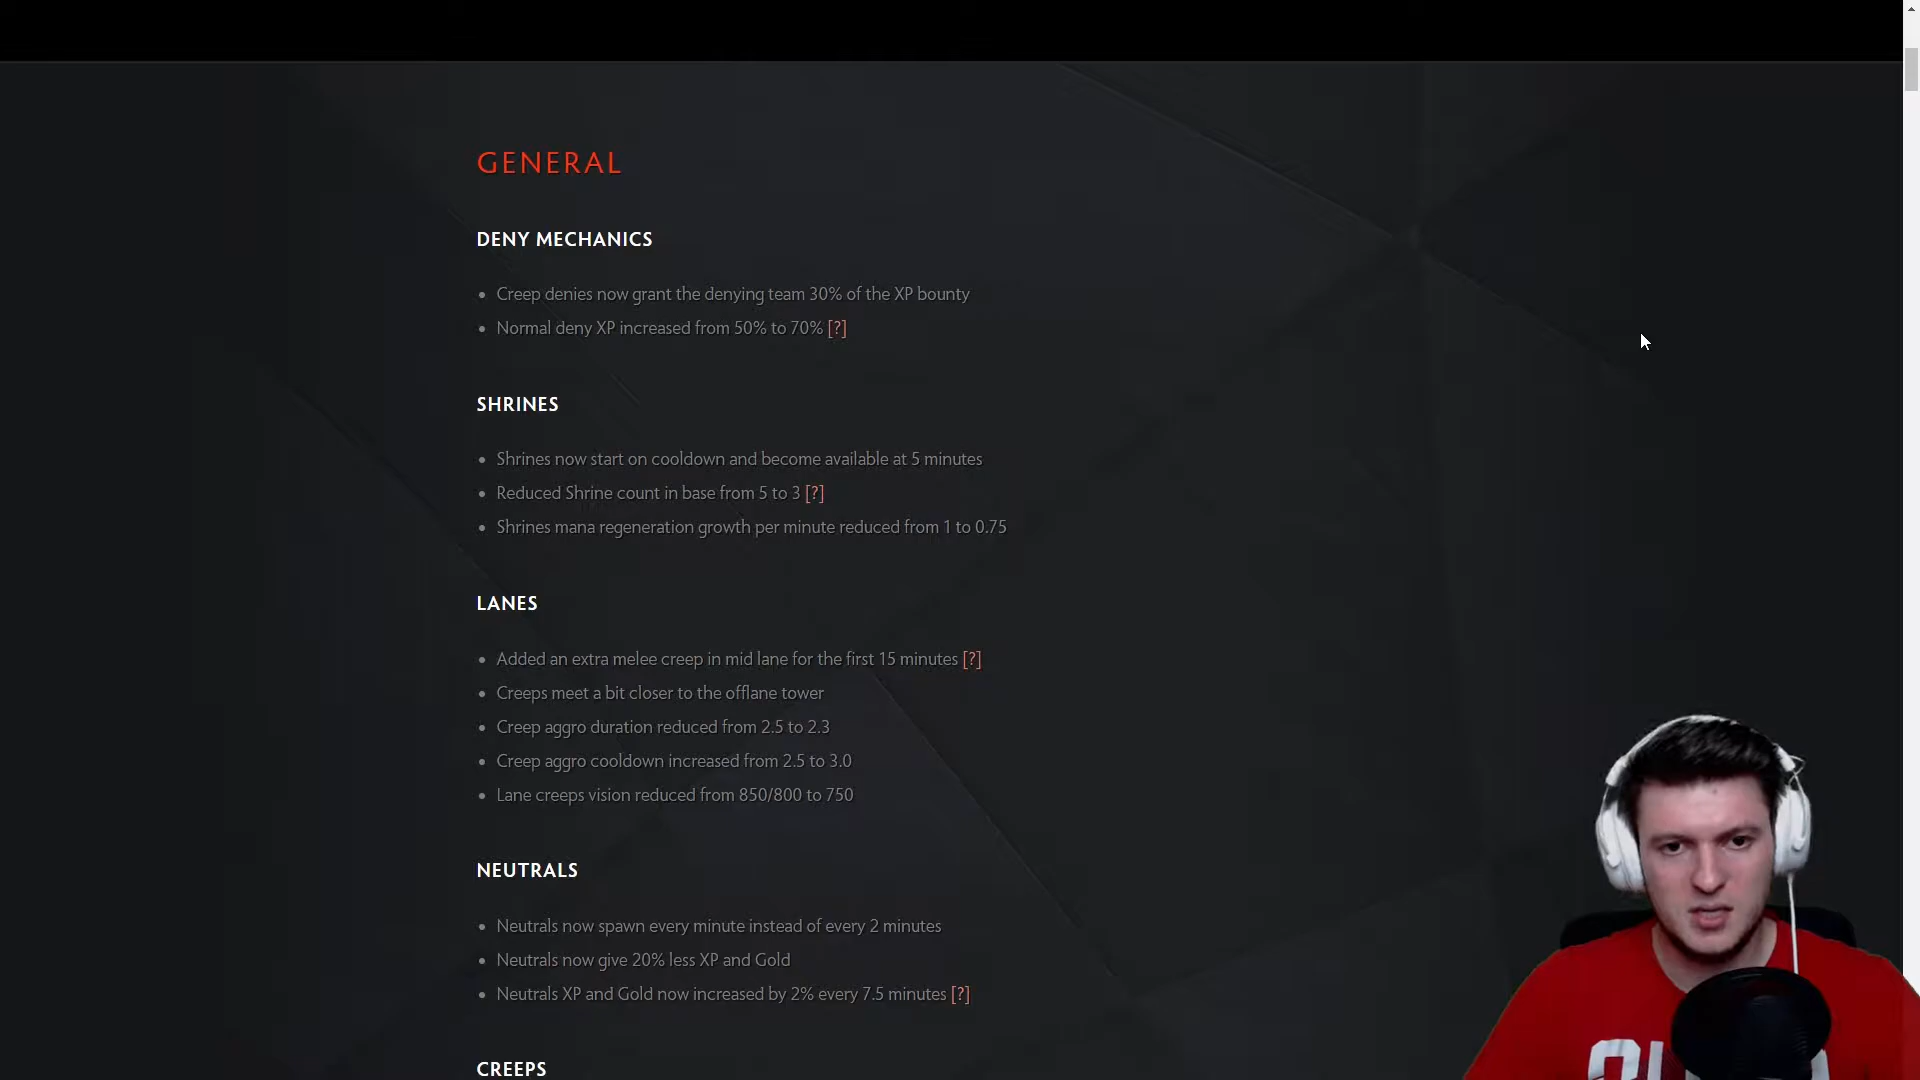 GENERAL
DENY MECHANICS
• Creep denies now grant the denying team 30% of the XP bounty
• Normal deny XP increased from 50% to 70% [?]
SHRINES
• Shrines now start on cooldown and become available at 5 minutes
• Reduced Shrine count in base from 5 to 3 [?]
• Shrines mana regeneration growth per minute reduced from 1 to 0.75
LANES
• Added an extra melee creep in mid lane for the first 15 minutes [?]
• Creeps meet a bit closer to the offlane tower
• Creep aggro duration reduced from 2.5 to 2.3
• Creep aggro cooldown increased from 2.5 to 3.0
• Lane creeps vision reduced from 850/800 to 750
NEUTRALS
• Neutrals now spawn every minute instead of every 2 minutes
• Neutrals now give 20% less XP and Gold
• Neutrals XP and Gold now increased by 2% every 7.5 minutes [?]
CREEPS